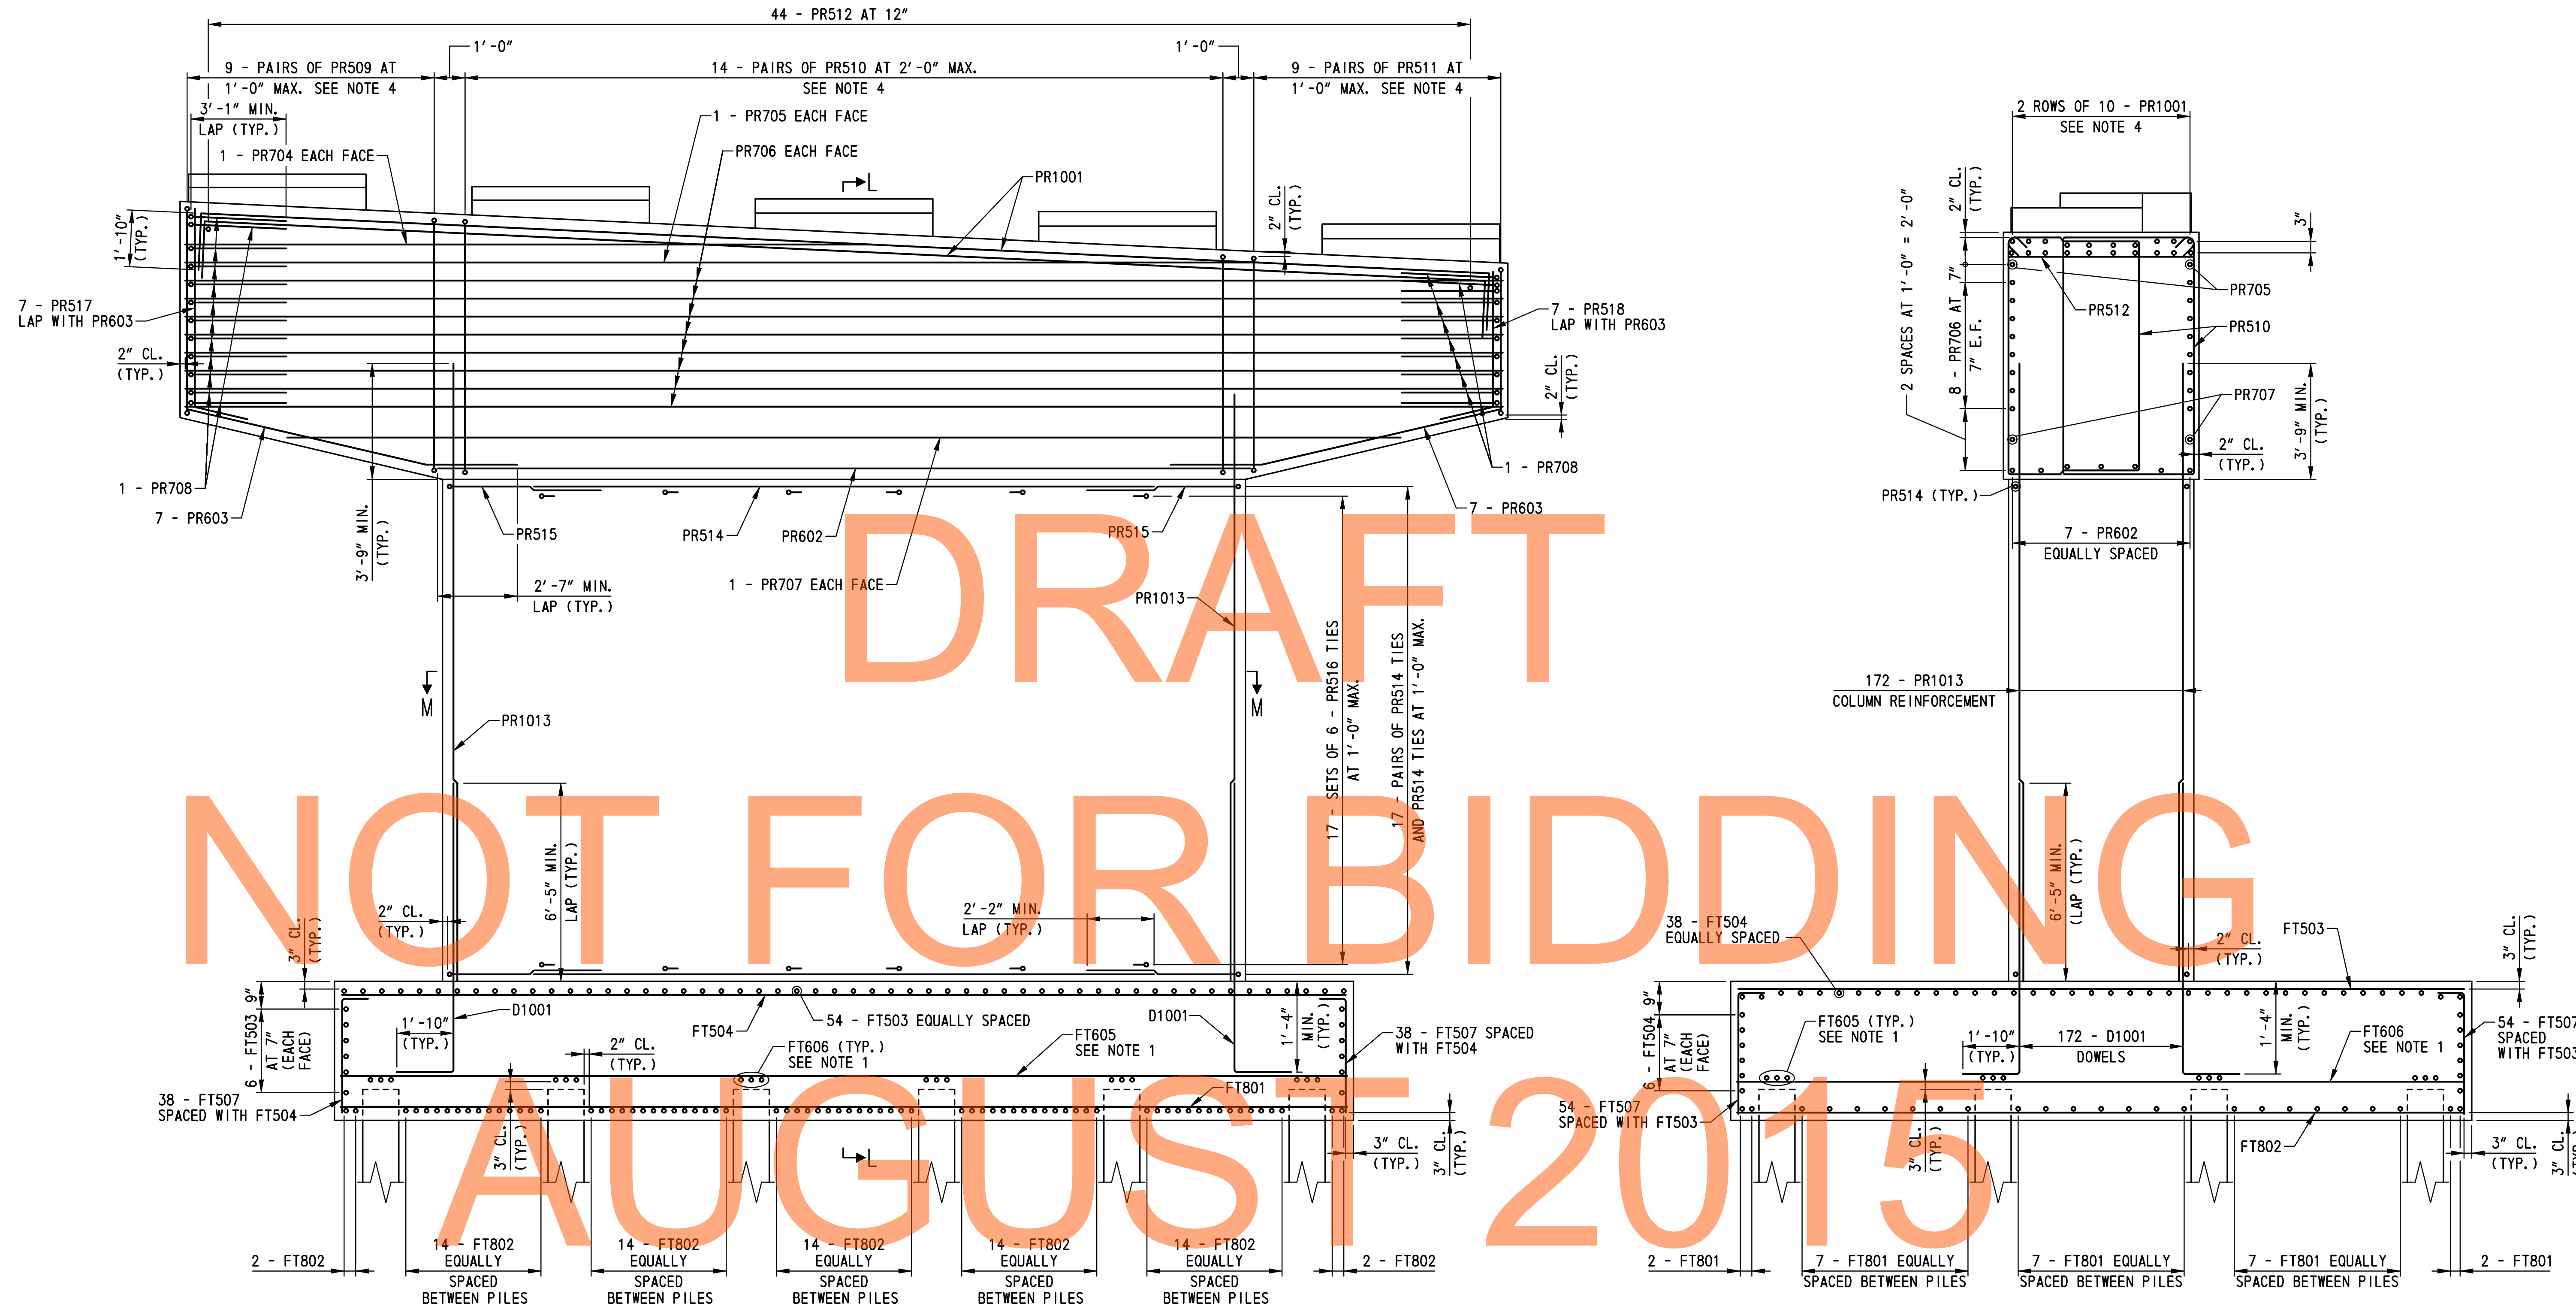 44 - PR512 AT 12"
1'-0"
1'-0"
9 - PAIRS OF PR509 AT
1'-0" MAX. SEE NOTE 4
14 - PAIRS OF PR510 AT 2'-0" MAX.
SEE NOTE 4
9 - PAIRS OF PR511 AT
1'-0" MAX. SEE NOTE 4
3'-1" MIN.
LAP (TYP.)
1 - PR704 EACH FACE
1 - PR705 EACH FACE
PR706 EACH FACE
L
PR1001
2" CL.
(TYP.)
1'-10"
(TYP.)
7 - PR517
LAP WITH PR603
2" CL.
(TYP.)
7 - PR518
LAP WITH PR603
2" CL.
(TYP.)
1 - PR708
7 - PR603
3'-9" MIN.
(TYP.)
PR515
PR514
PR602
PR515
1 - PR708
7 - PR603
2'-7" MIN.
LAP (TYP.)
1 - PR707 EACH FACE
PR1013
17 - SETS OF 6 - PR516 TIES
AT 1'-0" MAX.
17 - PAIRS OF PR514 TIES
AND PR514 TIES AT 1'-0" MAX.
M
M
PR1013
6'-5" MIN.
LAP (TYP.)
2" CL.
(TYP.)
2'-2" MIN.
LAP (TYP.)
3" CL.
(TYP.)
9"
6 - FT503
AT 7"
(EACH
FACE)
1'-10"
(TYP.)
D1001
FT504
54 - FT503 EQUALLY SPACED
D1001
1'-4"
MIN.
(TYP.)
2" CL.
(TYP.)
FT606 (TYP.)
SEE NOTE 1
FT605
SEE NOTE 1
38 - FT507 SPACED
WITH FT504
FT801
38 - FT507
SPACED WITH FT504
3" CL.
(TYP.)
L
3" CL.
(TYP.)
3" CL.
(TYP.)
2 - FT802
14 - FT802
EQUALLY
SPACED
BETWEEN PILES
14 - FT802
EQUALLY
SPACED
BETWEEN PILES
14 - FT802
EQUALLY
SPACED
BETWEEN PILES
14 - FT802
EQUALLY
SPACED
BETWEEN PILES
14 - FT802
EQUALLY
SPACED
BETWEEN PILES
2 - FT802
2 ROWS OF 10 - PR1001
SEE NOTE 4
2" CL.
(TYP.)
3"
2 SPACES AT 1'-0" = 2'-0"
8 - PR706 AT 7"
7" E.F.
PR705
PR512
PR510
PR707
3'-9" MIN.
(TYP.)
2" CL.
(TYP.)
PR514 (TYP.)
7 - PR602
EQUALLY SPACED
172 - PR1013
COLUMN REINFORCEMENT
6'-5" MIN.
(LAP (TYP.)
38 - FT504
EQUALLY SPACED
FT503
2" CL.
(TYP.)
3" CL.
(TYP.)
9"
6 - FT504
AT 7"
(EACH
FACE)
FT605 (TYP.)
SEE NOTE 1
1'-10"
(TYP.)
172 - D1001
DOWELS
1'-4"
MIN.
(TYP.)
FT606
SEE NOTE 1
54 - FT507
SPACED
WITH FT503
54 - FT507
SPACED WITH FT503
3" CL.
(TYP.)
FT802
3" CL.
(TYP.)
3" CL.
2 - FT801
7 - FT801 EQUALLY
SPACED BETWEEN PILES
7 - FT801 EQUALLY
SPACED BETWEEN PILES
7 - FT801 EQUALLY
SPACED BETWEEN PILES
2 - FT801
DRAFT
NOT FOR BIDDING
AUGUST 2015